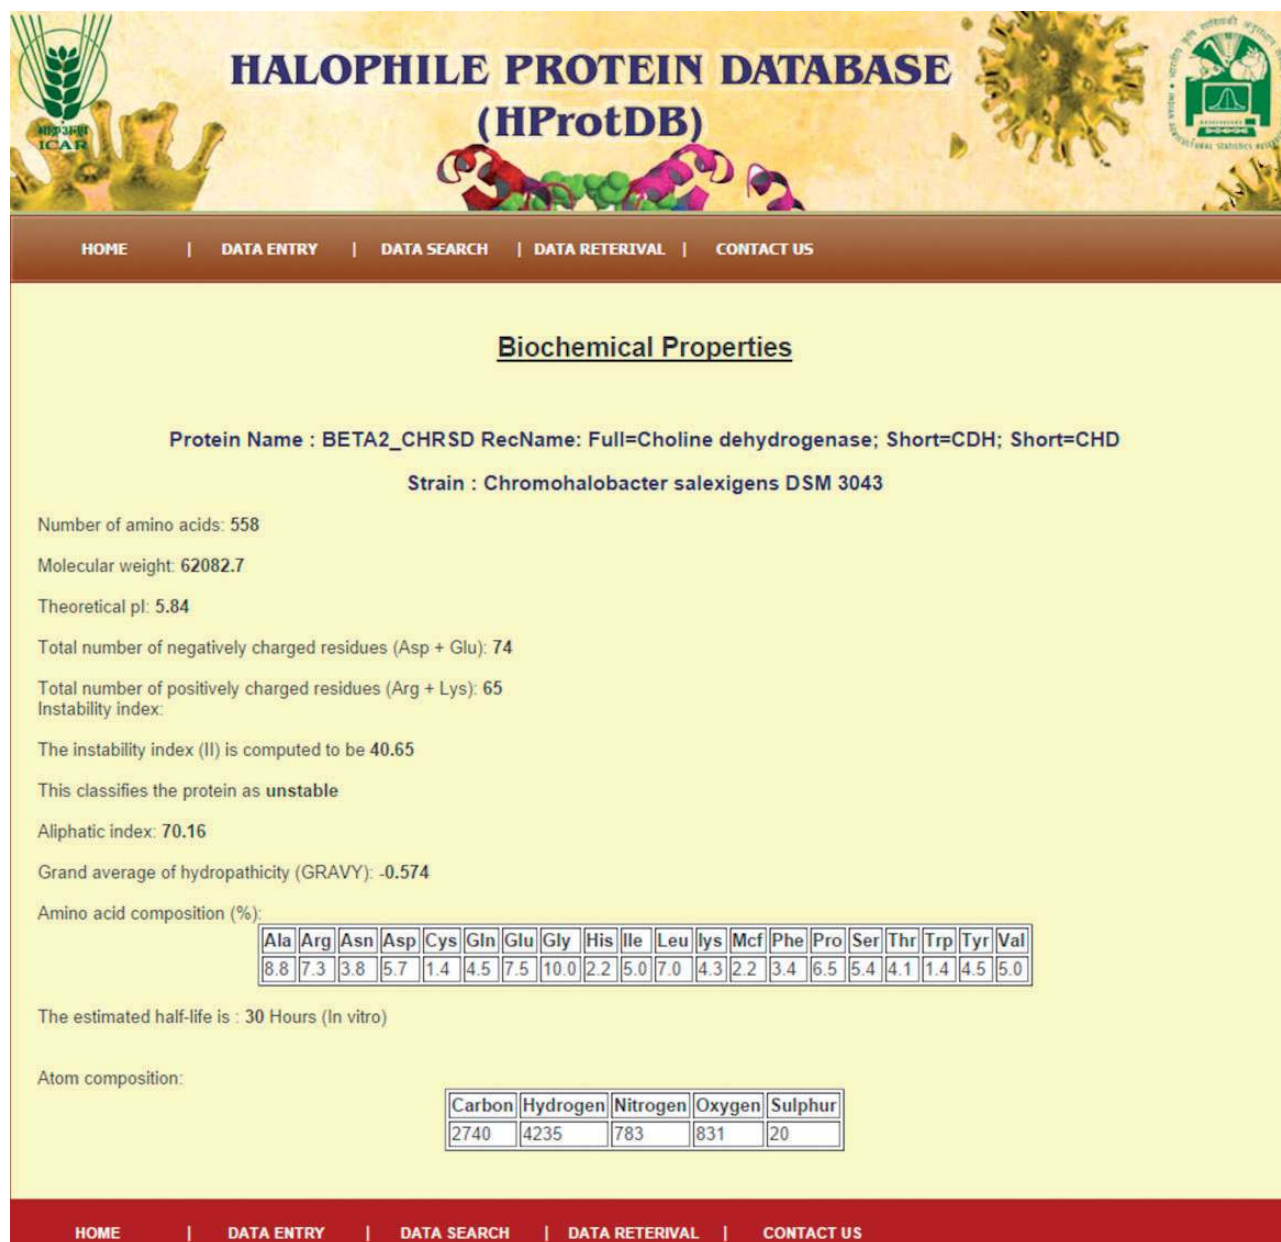 HALOPHILE PROTEIN DATABASE
(HProtDB)
ICAR
HOME | DATA ENTRY | DATA SEARCH | DATA RETERIVAL | CONTACT US
Biochemical Properties
Protein Name : BETA2_CHRSD RecName: Full=Choline dehydrogenase; Short=CDH; Short=CHD
Strain : Chromohalobacter salexigens DSM 3043
Number of amino acids: 558
Molecular weight: 62082.7
Theoretical pI: 5.84
Total number of negatively charged residues (Asp + Glu): 74
Total number of positively charged residues (Arg + Lys): 65
Instability index:
The instability index (II) is computed to be 40.65
This classifies the protein as unstable
Aliphatic index: 70.16
Grand average of hydropathicity (GRAVY): -0.574
Amino acid composition (%):
Ala Arg Asn Asp Cys Gln Glu Gly His Ile Leu lys Mcf Phe Pro Ser Thr Trp Tyr Val
8.8 7.3 3.8 5.7 1.4 4.5 7.5 10.0 2.2 5.0 7.0 4.3 2.2 3.4 6.5 5.4 4.1 1.4 4.5 5.0
The estimated half-life is : 30 Hours (In vitro)
Atom composition:
Carbon Hydrogen Nitrogen Oxygen Sulphur
2740 4235 783 831 20
HOME | DATA ENTRY | DATA SEARCH | DATA RETERIVAL | CONTACT US